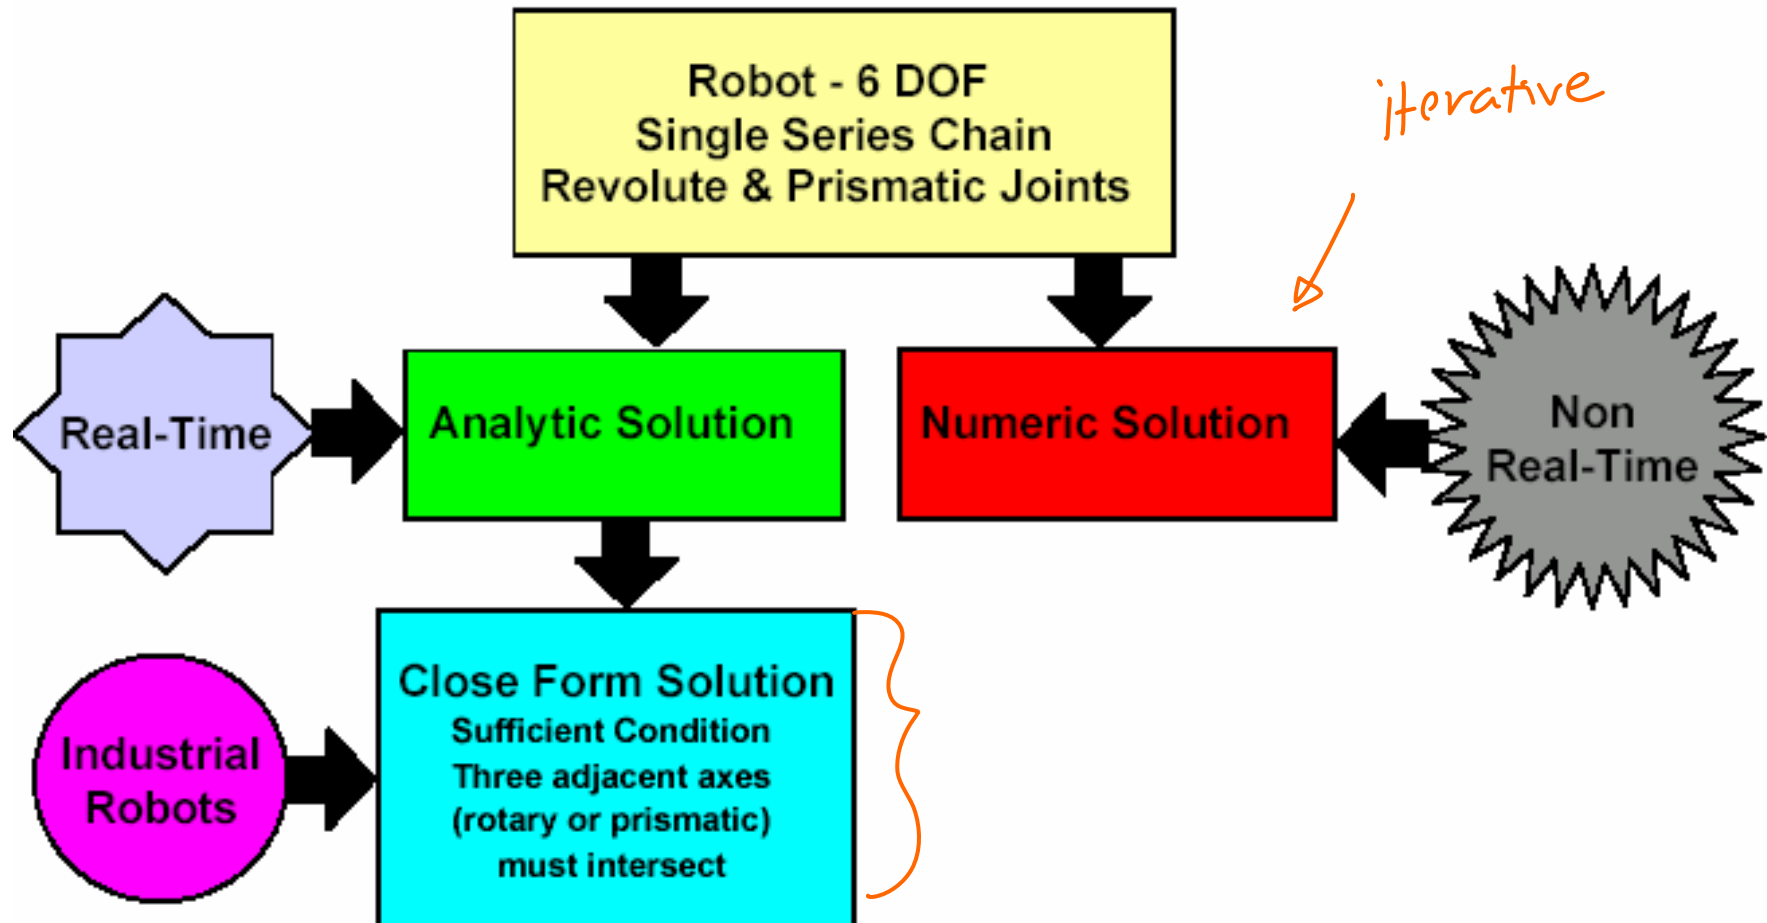 Robot - 6 DOF
Single Series Chain
Revolute & Prismatic Joints
iterative
Real-Time
Analytic Solution
Numeric Solution
Non
Real-Time
Industrial
Robots
Close Form Solution
Sufficient Condition
Three adjacent axes
(rotary or prismatic)
must intersect